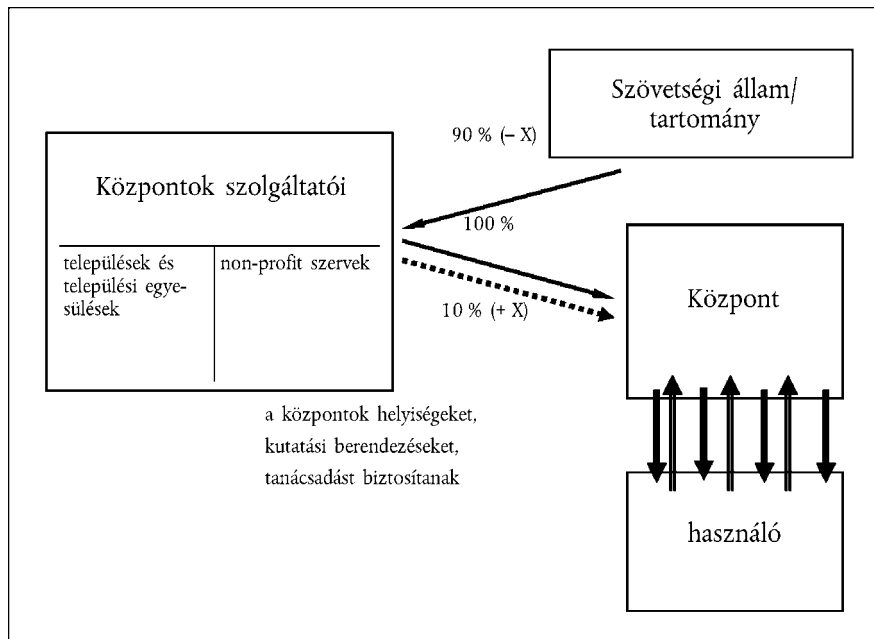 Szövetségi állam/
tartomány
90 % (– X)
Központok szolgáltatói
100 %
települések és
települési egye-
sülések
non-profit szervek
Központ
10 % (+ X)
a központok helyiségeket,
kutatási berendezéseket,
tanácsadást biztosítanak
használó